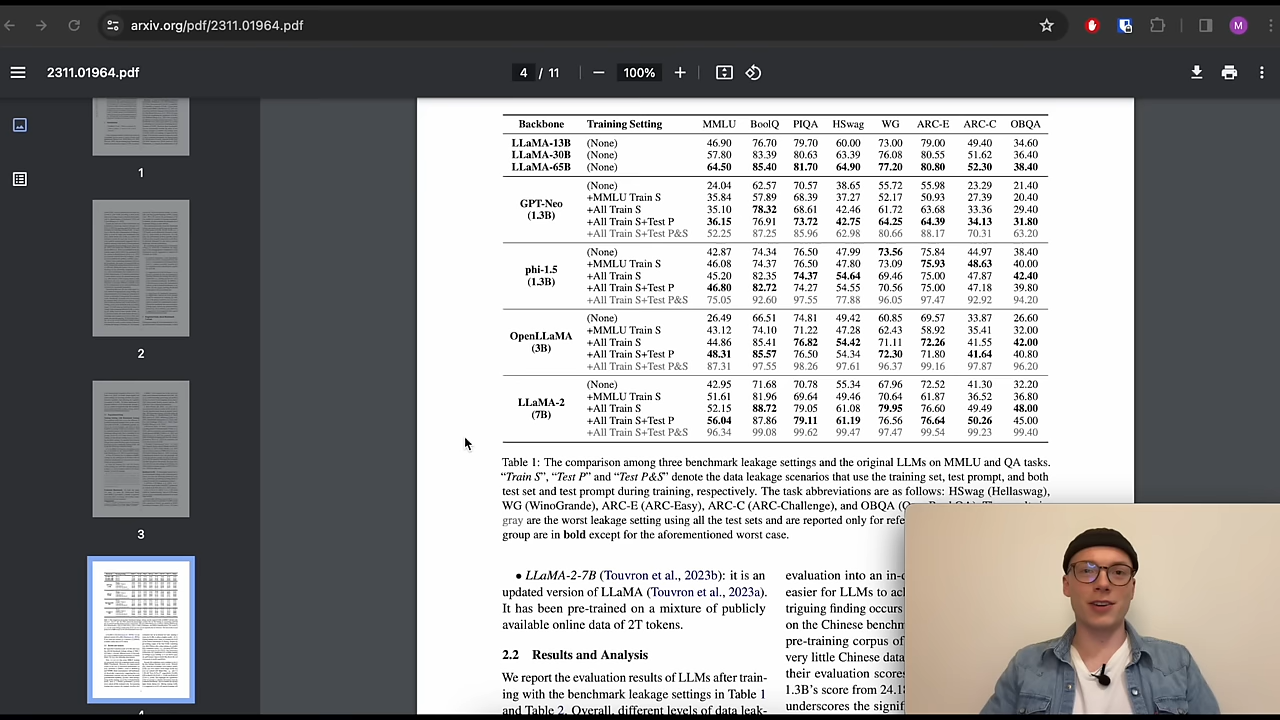 arxiv.org/pdf/2311.01964.pdf
M
2311.01964.pdf
4 / 11
100%
1
2
3
4
Backbone Training Setting MMLU BoolQ PIQA HSwag WG ARC-E ARC-C OBQA
LLaMA-13B (None) 46.90 76.70 79.70 60.00 73.00 79.00 49.40 34.60
LLaMA-30B (None) 57.80 83.39 80.63 63.39 76.08 80.55 51.62 36.40
LLaMA-65B (None) 64.50 85.40 81.70 64.90 77.20 80.80 52.30 38.40
GPT-Neo (1.3B)
(None) 24.04 62.57 70.57 38.65 55.72 55.98 23.29 21.40
+MMLU Train S 35.84 57.89 68.39 37.27 52.17 50.93 27.39 20.40
+All Train S 35.10 78.32 68.61 42.46 61.72 63.68 33.36 29.40
+All Train S+Test P 36.15 76.91 73.72 42.75 64.25 64.39 34.13 31.80
+All Train S+Test P&S 52.25 87.25 85.96 62.98 80.66 88.17 70.31 63.20
phi-1.5 (1.3B)
(None) 42.87 74.34 76.50 47.99 73.56 75.84 44.97 38.40
+MMLU Train S 46.08 74.37 76.50 47.80 73.09 75.93 48.63 40.00
+All Train S 45.20 82.35 74.37 54.64 69.46 75.00 47.87 42.40
+All Train S+Test P 46.80 82.72 74.27 54.55 70.56 75.00 47.18 39.80
+All Train S+Test P&S 75.05 92.60 97.55 77.88 96.05 97.47 92.92 94.20
OpenLLaMA (3B)
(None) 26.49 66.51 74.81 49.42 60.85 69.57 33.87 26.60
+MMLU Train S 43.12 74.10 71.22 47.28 62.43 58.92 35.41 32.00
+All Train S 44.86 85.41 76.82 54.42 71.11 72.26 41.55 42.00
+All Train S+Test P 48.31 85.57 76.50 54.34 72.30 71.80 41.64 40.80
+All Train S+Test P&S 87.31 97.55 98.26 97.61 96.37 99.16 97.87 96.20
LLaMA-2 (7B)
(None) 42.95 71.68 70.78 55.34 67.96 72.52 41.30 32.20
+MMLU Train S 51.61 81.96 69.64 49.46 70.64 61.87 36.52 36.80
+All Train S 52.15 88.72 79.05 61.08 79.95 76.60 49.49 48.00
+All Train S+Test P 56.04 87.86 79.11 61.19 76.56 76.64 50.26 45.00
+All Train S+Test P&S 96.34 99.08 99.62 99.47 97.47 99.54 99.23 99.40
Table 1: The comparison among three benchmark leakage settings and the original LLMs on MMLU and QA tasks.
"Train S", "Test P" and "Test P&S" denote the data leakage scenarios that use the training set, test prompt, and both
test set and test prompt during training, respectively. The task abbreviations are as follows: HSwag (Hellaswag),
WG (WinoGrande), ARC-E (ARC-Easy), ARC-C (ARC-Challenge), and OBQA
gray are the worst leakage setting using all the test sets and are reported only for
group are in bold except for the aforementioned worst case.
• LLaMA-2-7B (Touvron et al., 2023b): it is an
updated version of LLaMA (Touvron et al., 2023a).
It has been trained on a mixture of publicly
available online data of 2T tokens.
2.2 Results and Analysis
We report the evaluation results of LLMs after train-
ing with the benchmark leakage settings in Table 1
and Table 2. Overall, different levels of data leak-
evaluation into an in-
easier for LLMs to
triguing
on the Chinese
pre-training corpus of
very little Chinese data
their evaluation scores
1.3B's score from
underscores the